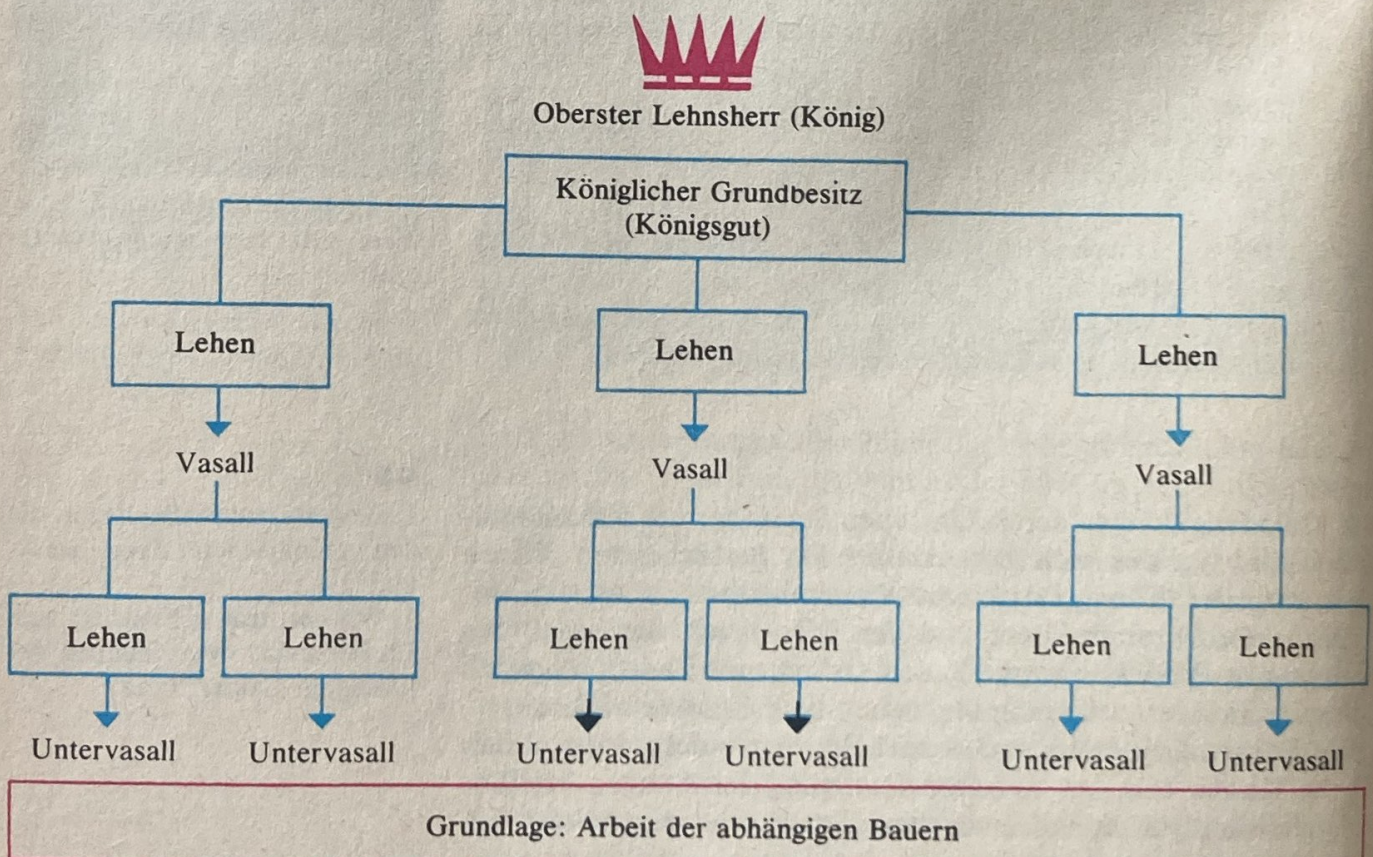 Oberster Lehnsherr (König)
Königlicher Grundbesitz
(Königsgut)
Lehen
Lehen
Lehen
Vasall
Vasall
Vasall
Lehen
Lehen
Lehen
Lehen
Lehen
Lehen
Untervasall
Untervasall
Untervasall
Untervasall
Untervasall
Untervasall
Grundlage: Arbeit der abhängigen Bauern